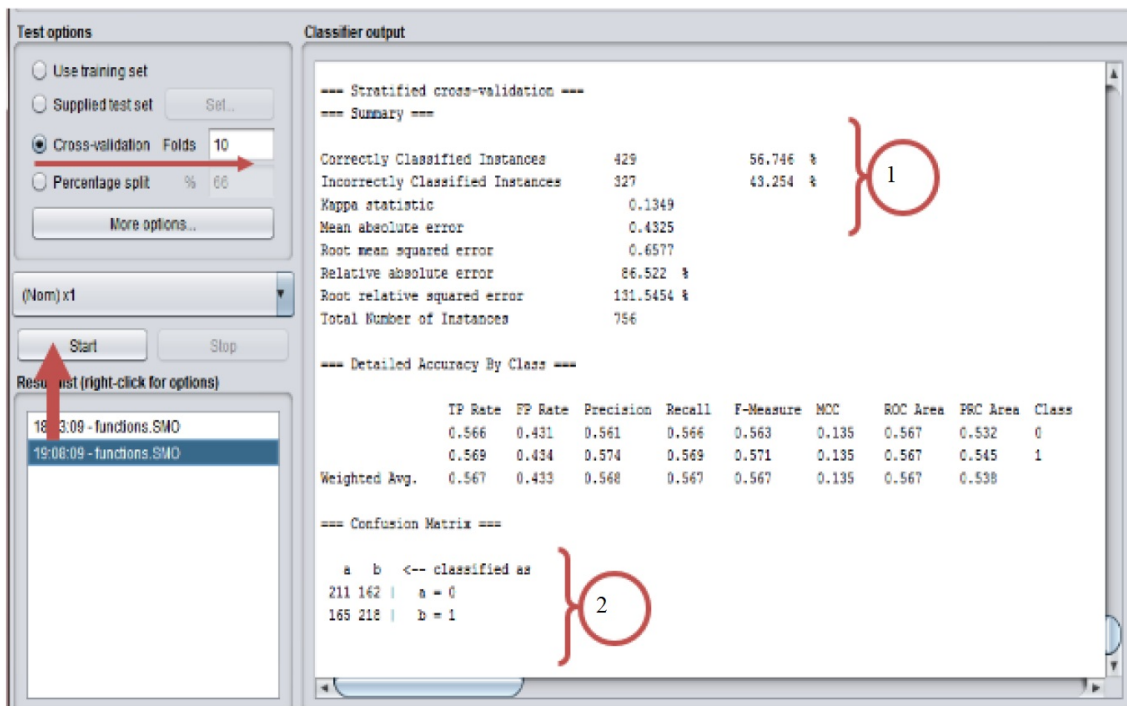 Test options
Use training set
Supplied test set Set...
Cross-validation Folds 10
Percentage split % 66
More options...
(Nom) x1
Start Stop
(right-click for options)
19:08:09 - functions.SMO
Classifier output
=== Stratified cross-validation ===
=== Summary ===
Correctly Classified Instances 429 56.746 %
Incorrectly Classified Instances 327 43.254 %
Kappa statistic 0.1349
Mean absolute error 0.4325
Root mean squared error 0.6577
Relative absolute error 86.522 %
Root relative squared error 131.5454 %
Total Number of Instances 756
=== Detailed Accuracy By Class ===
TP Rate FP Rate Precision Recall F-Measure MCC ROC Area PRC Area Class
0.566 0.431 0.561 0.566 0.563 0.135 0.567 0.532 0
0.569 0.434 0.574 0.569 0.571 0.135 0.567 0.545 1
Weighted Avg. 0.567 0.433 0.568 0.567 0.567 0.135 0.567 0.538
=== Confusion Matrix ===
a b <-- classified as
211 162 | a = 0
165 218 | b = 1
1
2